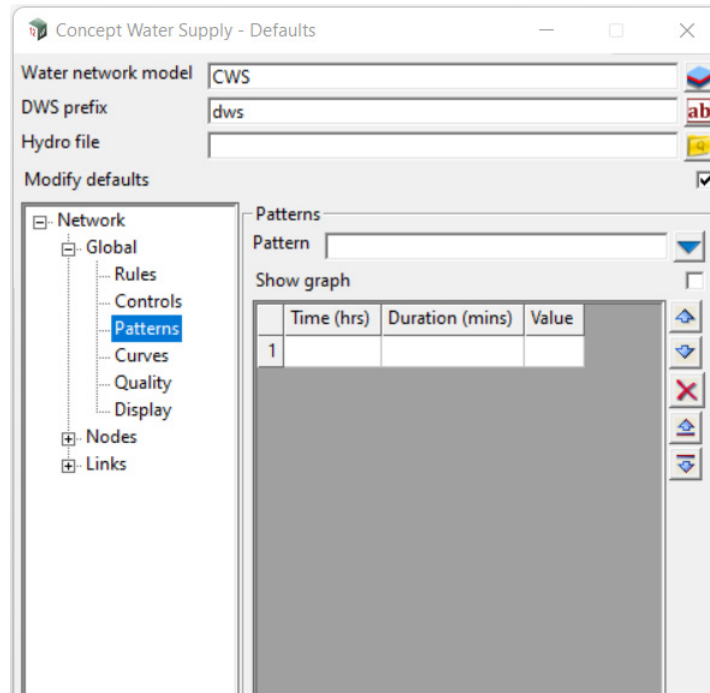 Concept Water Supply - Defaults
Water network model CWS
DWS prefix dws
ab
Hydro file
Modify defaults
Network
Global
Rules
Controls
Patterns
Curves
Quality
Display
Nodes
Links
Patterns
Pattern
Show graph
Time (hrs) Duration (mins) Value
1